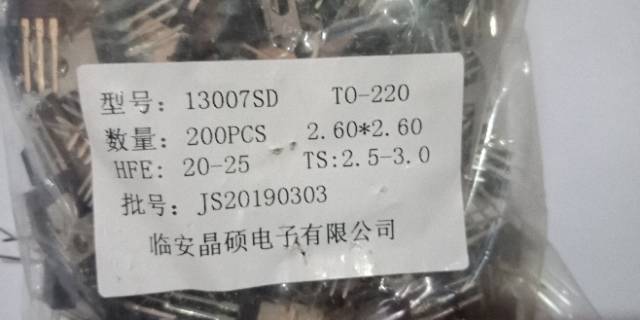 型号：13007SD TO-220
数量：200PCS 2.60*2.60
HFE: 20-25 TS:2.5-3.0
批号：JS20190303
临安晶硕电子有限公司